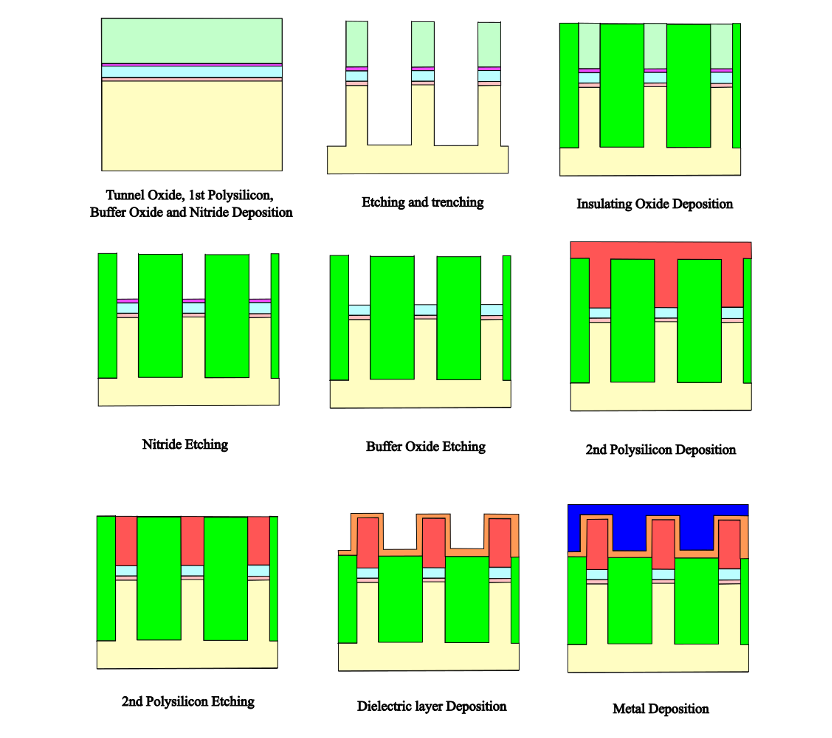 Tunnel Oxide, 1st Polysilicon,
Buffer Oxide and Nitride Deposition
Etching and trenching
Insulating Oxide Deposition
Nitride Etching
Buffer Oxide Etching
2nd Polysilicon Deposition
2nd Polysilicon Etching
Dielectric layer Deposition
Metal Deposition